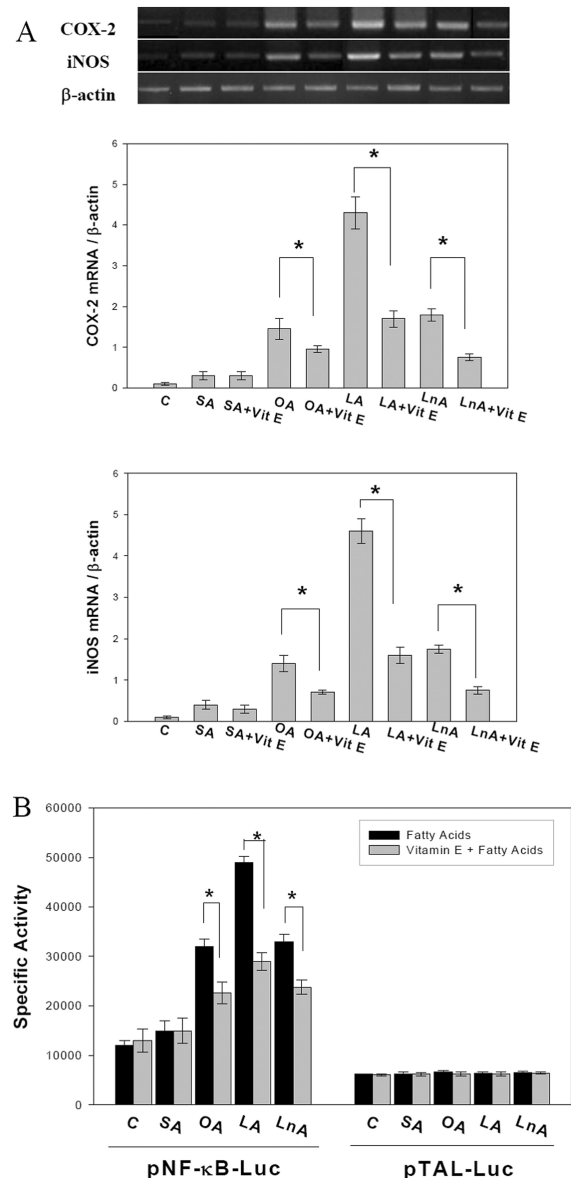 A
COX-2
iNOS
β-actin
COX-2 mRNA / β-actin
6
5
4
3
2
1
0
*
*
*
C
SA
SA+Vit E
OA
OA+Vit E
LA
LA+Vit E
LnA
LnA+Vit E
iNOS mRNA / β-actin
6
5
4
3
2
1
0
*
*
*
C
SA
SA+Vit E
OA
OA+Vit E
LA
LA+Vit E
LnA
LnA+Vit E
B
Specific Activity
60000
50000
40000
30000
20000
10000
0
*
*
*
Fatty Acids
Vitamin E + Fatty Acids
C
SA
OA
LA
LnA
C
SA
OA
LA
LnA
pNF-κB-Luc
pTAL-Luc